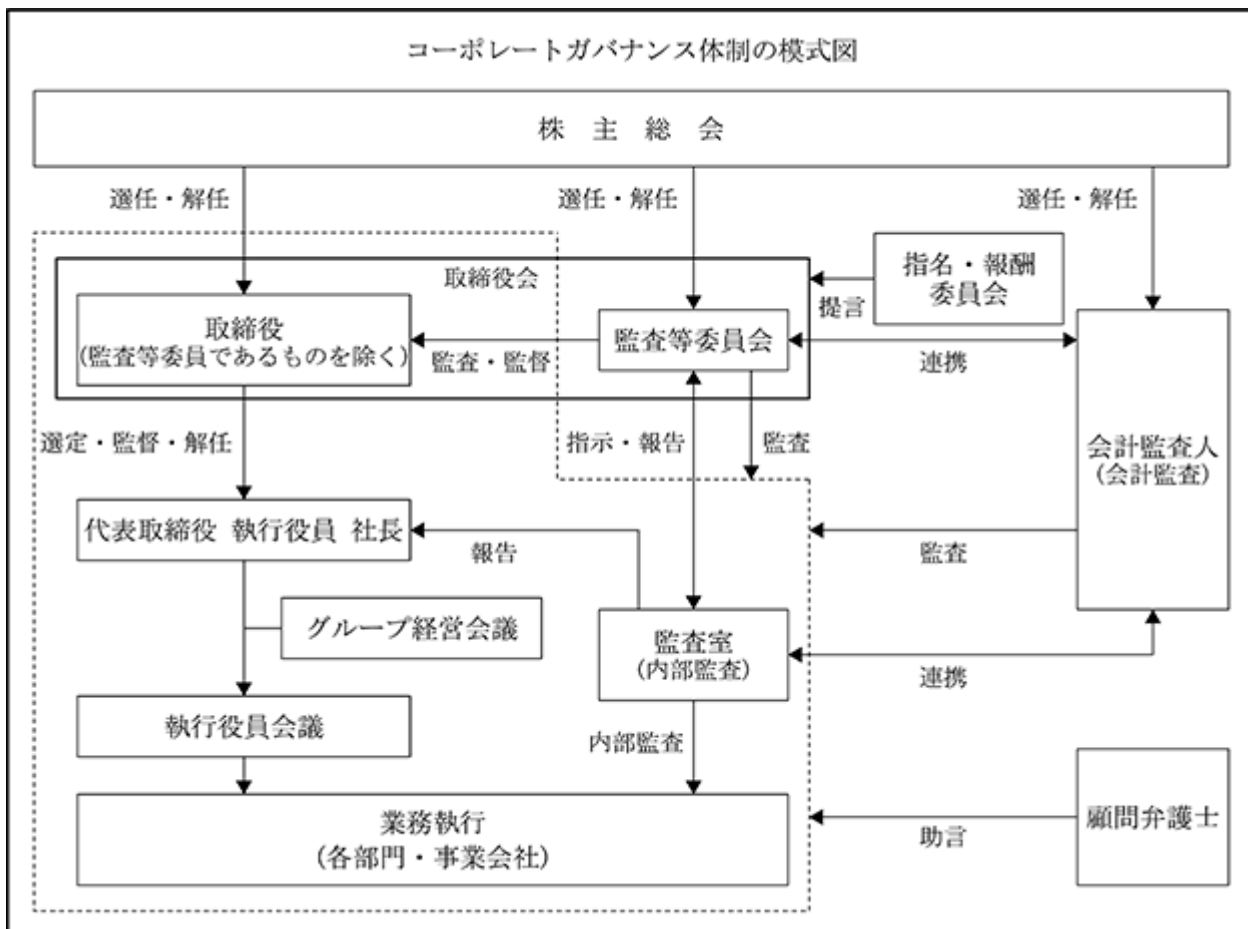 コーポレートガバナンス体制の模式図
株 主 総 会
選任・解任
選任・解任
選任・解任
取締役会
指名・報酬
委員会
提言
取締役
(監査等委員であるものを除く)
監査・監督
監査等委員会
連携
選定・監督・解任
指示・報告
監査
会計監査人
(会計監査)
代表取締役 執行役員 社長
報告
監査
グループ経営会議
監査室
(内部監査)
連携
執行役員会議
内部監査
業務執行
(各部門・事業会社)
助言
顧問弁護士